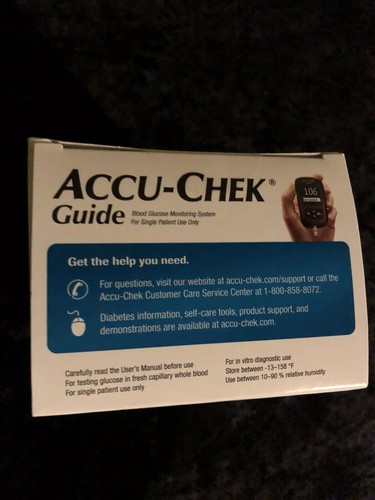 ACCU-CHEK®
Guide
Blood Glucose Monitoring System
For Single Patient Use Only
106
Get the help you need.
For questions, visit our website at accu-chek.com/support or call the
Accu-Chek Customer Care Service Center at 1-800-858-8072.
Diabetes information, self-care tools, product support, and
demonstrations are available at accu-chek.com.
Carefully read the User's Manual before use
For testing glucose in fresh capillary whole blood
For single patient use only
For in vitro diagnostic use
Store between -13–158 °F
Use between 10–90 % relative humidity